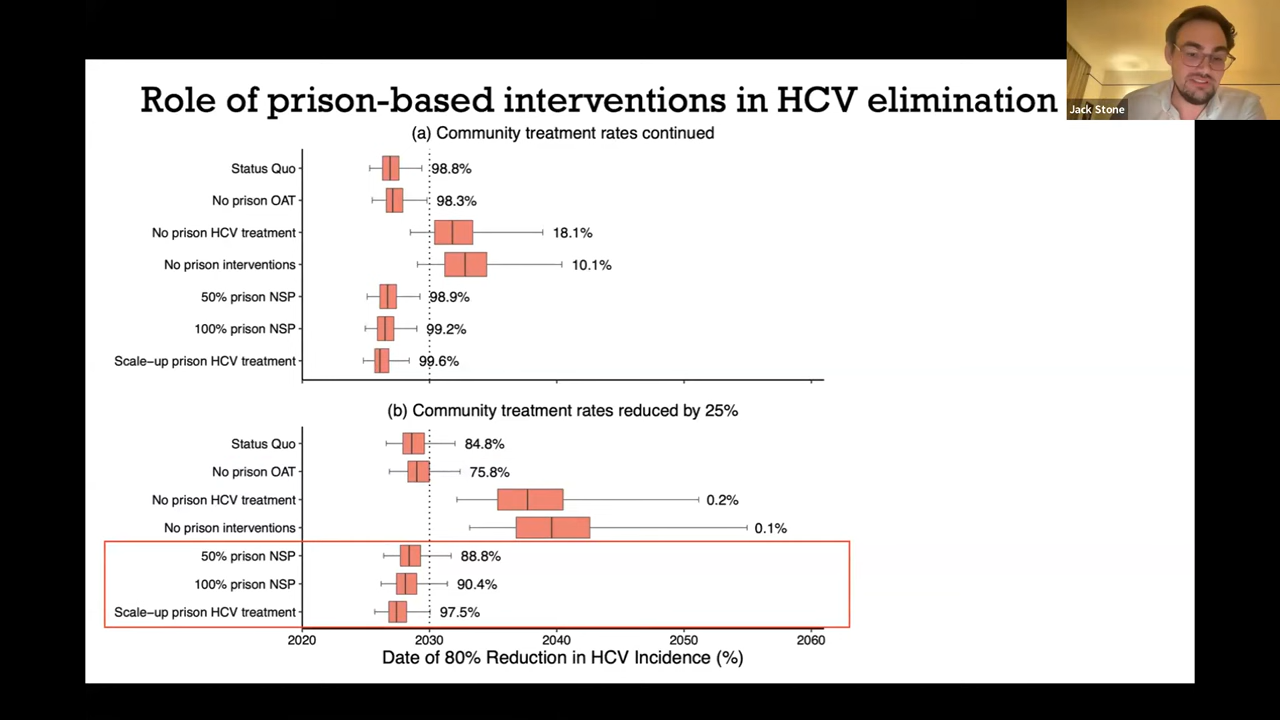 Jack Stone
Role of prison-based interventions in HCV elimination
(a) Community treatment rates continued
Status Quo 98.8%
No prison OAT 98.3%
No prison HCV treatment 18.1%
No prison interventions 10.1%
50% prison NSP 98.9%
100% prison NSP 99.2%
Scale−up prison HCV treatment 99.6%
(b) Community treatment rates reduced by 25%
Status Quo 84.8%
No prison OAT 75.8%
No prison HCV treatment 0.2%
No prison interventions 0.1%
50% prison NSP 88.8%
100% prison NSP 90.4%
Scale−up prison HCV treatment 97.5%
2020 2030 2040 2050 2060
Date of 80% Reduction in HCV Incidence (%)